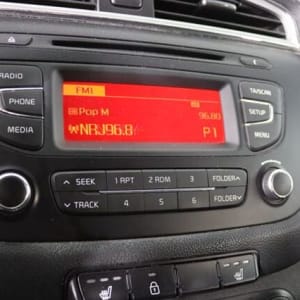 RADIO
FM1
TA/SCAN
PHONE
Pop M
96.80
SETUP
MEDIA
NRJ96.8
P1
MENU
SEEK 1 RPT 2 RDM 3 FOLDER
TRACK 4 5 6 FOLDER